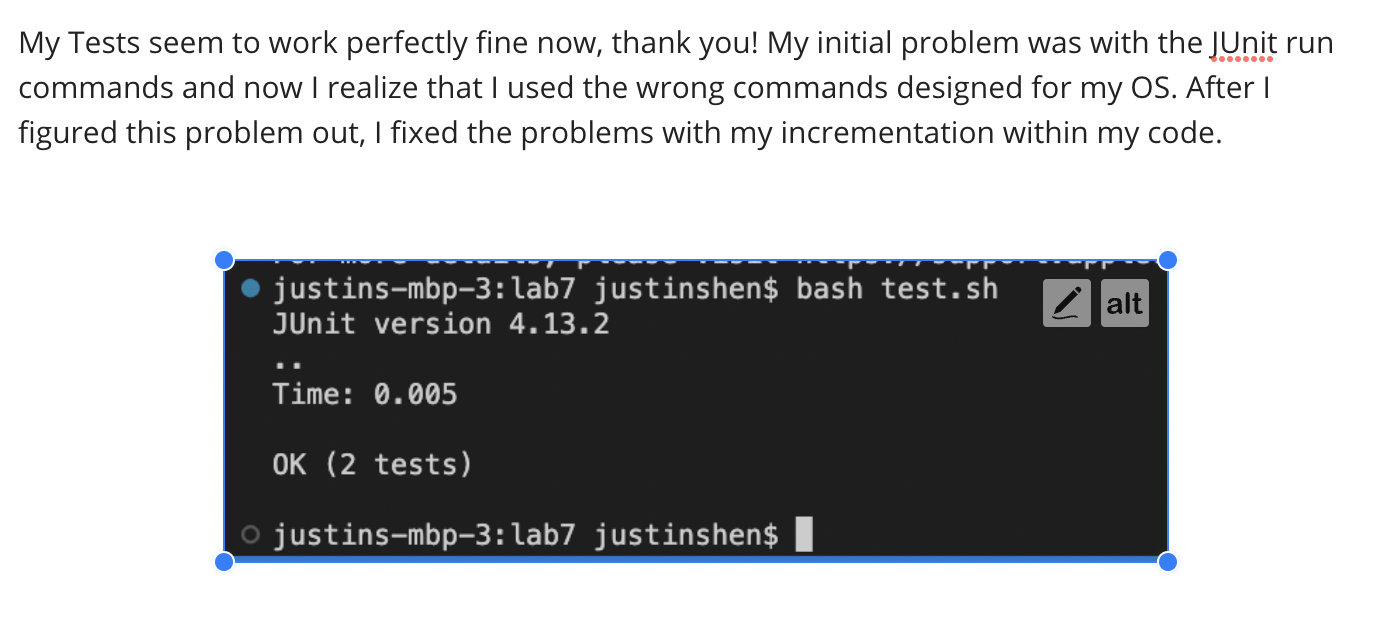 My Tests seem to work perfectly fine now, thank you! My initial problem was with the JUnit run
commands and now I realize that I used the wrong commands designed for my OS. After I
figured this problem out, I fixed the problems with my incrementation within my code.
justins-mbp-3:lab7 justinshen$ bash test.sh
alt
JUnit version 4.13.2
..
Time: 0.005
OK (2 tests)
justins-mbp-3:lab7 justinshen$